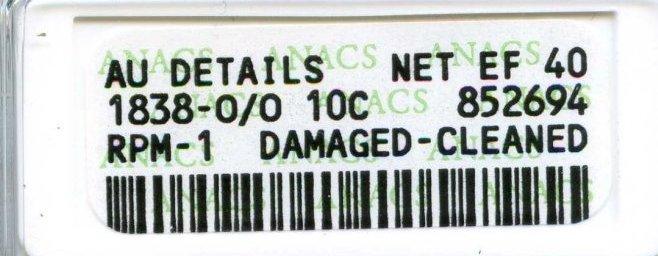 AU DETAILS NET EF 40
1838-O/O 10C 852694
RPM-1 DAMAGED-CLEANED